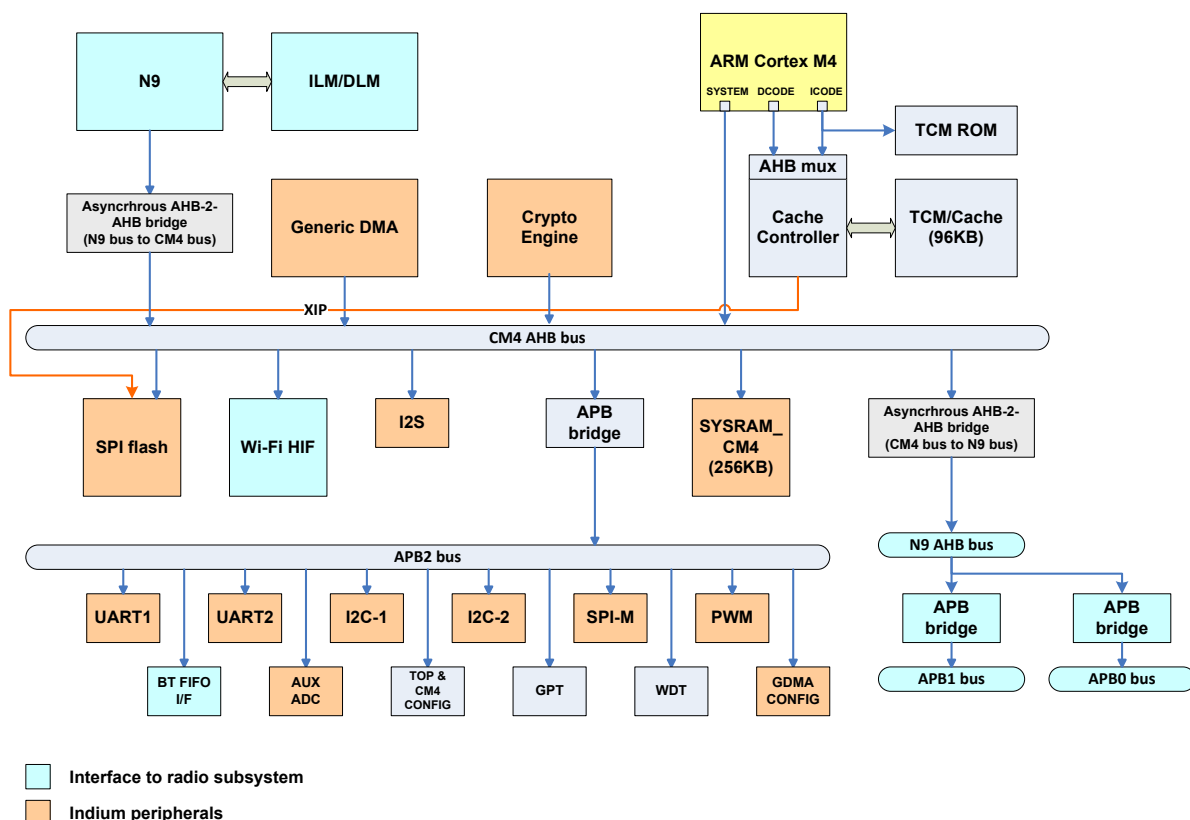 N9
ILM/DLM
ARM Cortex M4
SYSTEM
DCODE
ICODE
TCM ROM
AHB mux
Cache
Controller
TCM/Cache
(96KB)
Asyncrhrous AHB-2-
AHB bridge
(N9 bus to CM4 bus)
Generic DMA
Crypto
Engine
XIP
CM4 AHB bus
SPI flash
Wi-Fi HIF
I2S
APB
bridge
SYSRAM_
CM4
(256KB)
Asyncrhrous AHB-2-
AHB bridge
(CM4 bus to N9 bus)
N9 AHB bus
APB2 bus
UART1
UART2
I2C-1
I2C-2
SPI-M
PWM
APB
bridge
APB
bridge
BT FIFO
I/F
AUX
ADC
TOP &
CM4
CONFIG
GPT
WDT
GDMA
CONFIG
APB1 bus
APB0 bus
Interface to radio subsystem
Indium peripherals